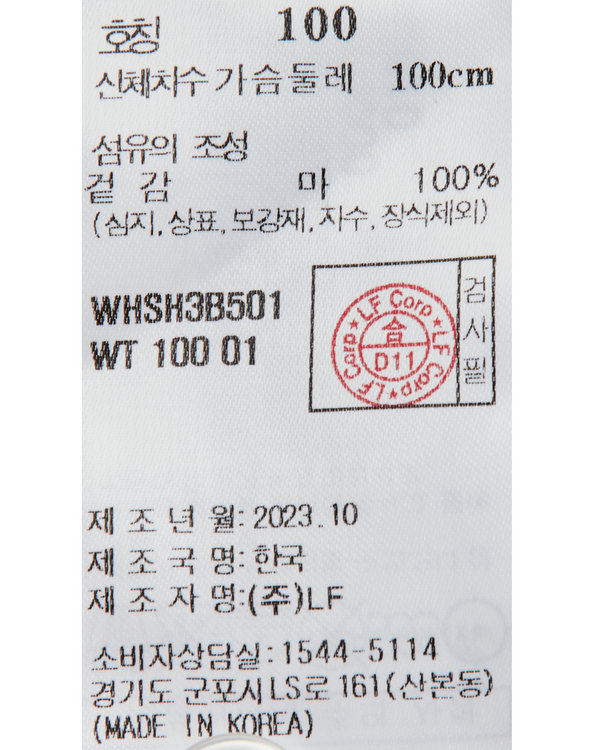 호칭 100
신체치수 가슴둘레 100cm
섬유의 조성
겉 감 마 100%
(심지, 상표, 보강재, 자수, 장식제외)
WHSH3B501
WT 100 01
LF Corp ★ LF Corp ★ LF Corp ★
합
D11
검사필
제 조 년 월: 2023.10
제 조 국 명: 한국
제 조 자 명:(주)LF
소비자상담실:1544-5114
경기도 군포시 LS로 161(산본동)
(MADE IN KOREA)